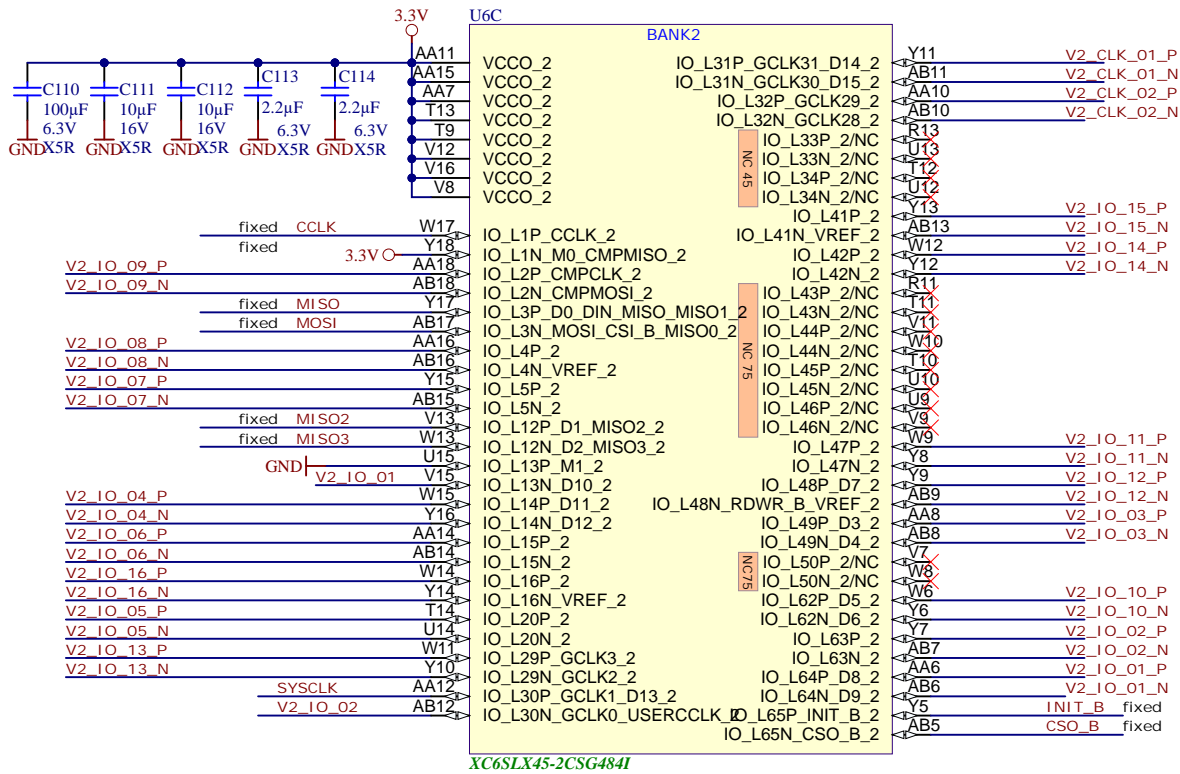 3.3V
U6C
BANK2
C110
100µF
6.3V
X5R
GND
C111
10µF
16V
X5R
GND
C112
10µF
16V
X5R
GND
C113
2.2µF
6.3V
X5R
GND
C114
2.2µF
6.3V
X5R
GND
AA11 VCCO_2
AA15 VCCO_2
AA7 VCCO_2
T13 VCCO_2
T9 VCCO_2
V12 VCCO_2
V16 VCCO_2
V8 VCCO_2
fixed CCLK W17 IO_L1P_CCLK_2
fixed 3.3V Y18 IO_L1N_M0_CMPMISO_2
V2_IO_09_P AA18 IO_L2P_CMPCLK_2
V2_IO_09_N AB18 IO_L2N_CMPMOSI_2
fixed MISO Y17 IO_L3P_D0_DIN_MISO_MISO1_2
fixed MOSI AB17 IO_L3N_MOSI_CSI_B_MISO0_2
V2_IO_08_P AA16 IO_L4P_2
V2_IO_08_N AB16 IO_L4N_VREF_2
V2_IO_07_P Y15 IO_L5P_2
V2_IO_07_N AB15 IO_L5N_2
fixed MISO2 V13 IO_L12P_D1_MISO2_2
fixed MISO3 W13 IO_L12N_D2_MISO3_2
GND U15 IO_L13P_M1_2
V2_IO_01 V15 IO_L13N_D10_2
V2_IO_04_P W15 IO_L14P_D11_2
V2_IO_04_N Y16 IO_L14N_D12_2
V2_IO_06_P AA14 IO_L15P_2
V2_IO_06_N AB14 IO_L15N_2
V2_IO_16_P W14 IO_L16P_2
V2_IO_16_N Y14 IO_L16N_VREF_2
V2_IO_05_P T14 IO_L20P_2
V2_IO_05_N U14 IO_L20N_2
V2_IO_13_P W11 IO_L29P_GCLK3_2
V2_IO_13_N Y10 IO_L29N_GCLK2_2
SYSCLK AA12 IO_L30P_GCLK1_D13_2
V2_IO_02 AB12 IO_L30N_GCLK0_USERCCLK_2
IO_L31P_GCLK31_D14_2 Y11 V2_CLK_01_P
IO_L31N_GCLK30_D15_2 AB11 V2_CLK_01_N
IO_L32P_GCLK29_2 AA10 V2_CLK_02_P
IO_L32N_GCLK28_2 AB10 V2_CLK_02_N
NC 45
IO_L33P_2/NC R13
IO_L33N_2/NC U13
IO_L34P_2/NC T12
IO_L34N_2/NC U12
IO_L41P_2 Y13 V2_IO_15_P
IO_L41N_VREF_2 AB13 V2_IO_15_N
IO_L42P_2 W12 V2_IO_14_P
IO_L42N_2 Y12 V2_IO_14_N
NC 75
IO_L43P_2/NC R11
IO_L43N_2/NC T11
IO_L44P_2/NC V11
IO_L44N_2/NC W10
IO_L45P_2/NC T10
IO_L45N_2/NC U10
IO_L46P_2/NC U9
IO_L46N_2/NC V9
IO_L47P_2 W9 V2_IO_11_P
IO_L47N_2 Y8 V2_IO_11_N
IO_L48P_D7_2 Y9 V2_IO_12_P
IO_L48N_RDWR_B_VREF_2 AB9 V2_IO_12_N
IO_L49P_D3_2 AA8 V2_IO_03_P
IO_L49N_D4_2 AB8 V2_IO_03_N
NC75
IO_L50P_2/NC V7
IO_L50N_2/NC W8
IO_L62P_D5_2 W6 V2_IO_10_P
IO_L62N_D6_2 Y6 V2_IO_10_N
IO_L63P_2 Y7 V2_IO_02_P
IO_L63N_2 AB7 V2_IO_02_N
IO_L64P_D8_2 AA6 V2_IO_01_P
IO_L64N_D9_2 AB6 V2_IO_01_N
IO_L65P_INIT_B_2 Y5 INIT_B fixed
IO_L65N_CSO_B_2 AB5 CSO_B fixed
XC6SLX45-2CSG484I